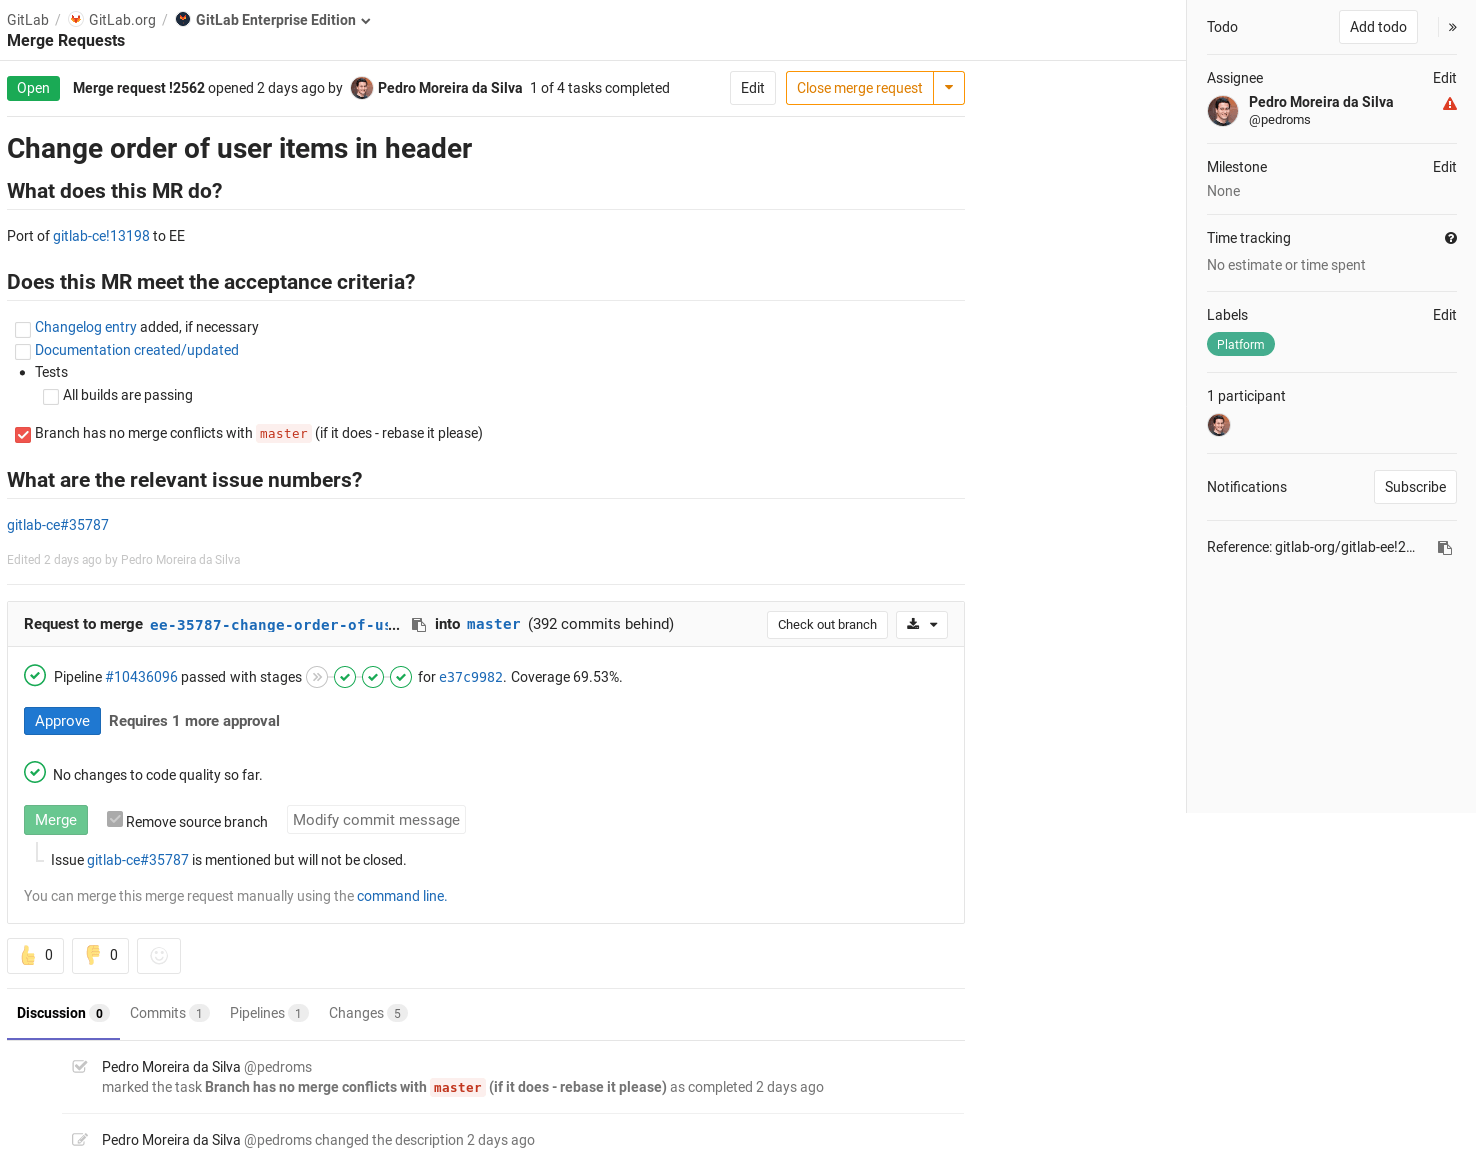 GitLab / GitLab.org / GitLab Enterprise Edition
Merge Requests
Open Merge request !2562 opened 2 days ago by Pedro Moreira da Silva 1 of 4 tasks completed Edit Close merge request
Change order of user items in header
What does this MR do?
Port of gitlab-ce!13198 to EE
Does this MR meet the acceptance criteria?
Changelog entry added, if necessary
Documentation created/updated
Tests
All builds are passing
Branch has no merge conflicts with master (if it does - rebase it please)
What are the relevant issue numbers?
gitlab-ce#35787
Edited 2 days ago by Pedro Moreira da Silva
Request to merge ee-35787-change-order-of-us... into master (392 commits behind) Check out branch
Pipeline #10436096 passed with stages for e37c9982. Coverage 69.53%.
Approve Requires 1 more approval
No changes to code quality so far.
Merge Remove source branch Modify commit message
Issue gitlab-ce#35787 is mentioned but will not be closed.
You can merge this merge request manually using the command line.
0 0
Discussion 0 Commits 1 Pipelines 1 Changes 5
Pedro Moreira da Silva @pedroms
marked the task Branch has no merge conflicts with master (if it does - rebase it please) as completed 2 days ago
Pedro Moreira da Silva @pedroms changed the description 2 days ago
Todo Add todo »
Assignee Edit
Pedro Moreira da Silva
@pedroms
Milestone Edit
None
Time tracking
No estimate or time spent
Labels Edit
Platform
1 participant
Notifications Subscribe
Reference: gitlab-org/gitlab-ee!2...